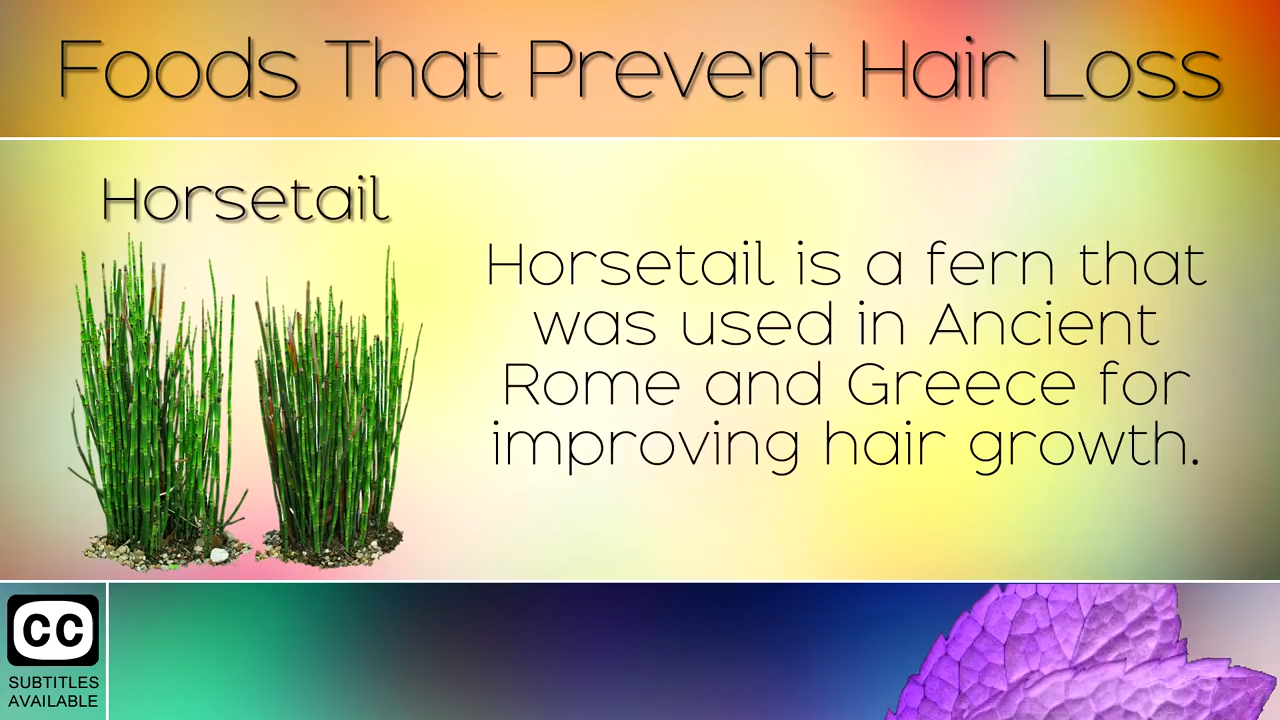 Foods That Prevent Hair Loss
Horsetail
Horsetail is a fern that
was used in Ancient
Rome and Greece for
improving hair growth.
CC
SUBTITLES
AVAILABLE